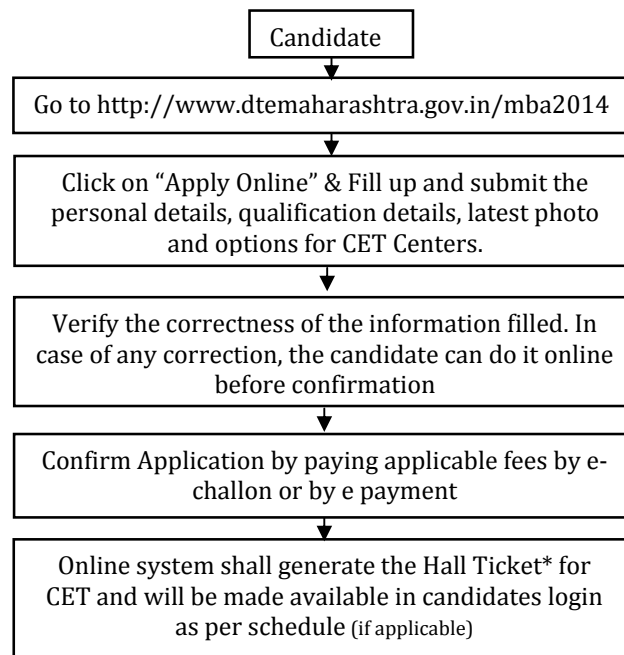 Candidate
Go to http://www.dtemaharashtra.gov.in/mba2014
Click on “Apply Online” & Fill up and submit the
personal details, qualification details, latest photo
and options for CET Centers.
Verify the correctness of the information filled. In
case of any correction, the candidate can do it online
before confirmation
Confirm Application by paying applicable fees by e-
challon or by e payment
Online system shall generate the Hall Ticket* for
CET and will be made available in candidates login
as per schedule (if applicable)